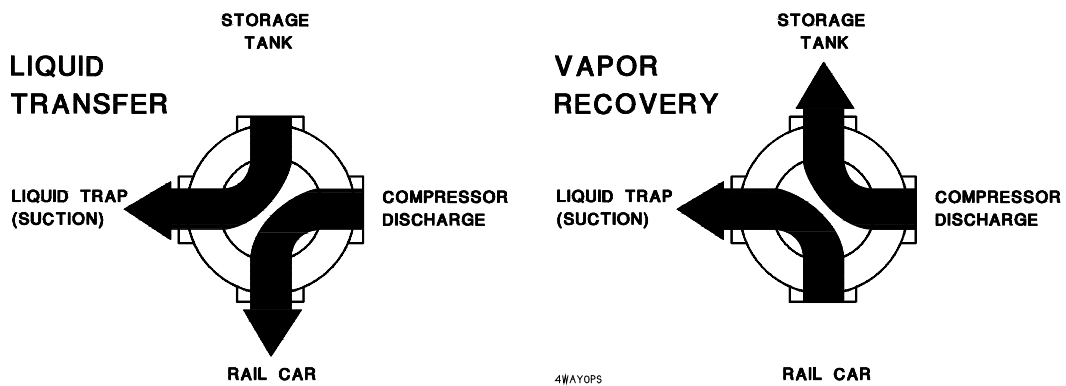 STORAGE
TANK
LIQUID
TRANSFER
LIQUID TRAP
(SUCTION)
COMPRESSOR
DISCHARGE
RAIL CAR
STORAGE
TANK
VAPOR
RECOVERY
LIQUID TRAP
(SUCTION)
COMPRESSOR
DISCHARGE
4WAYOPS
RAIL CAR